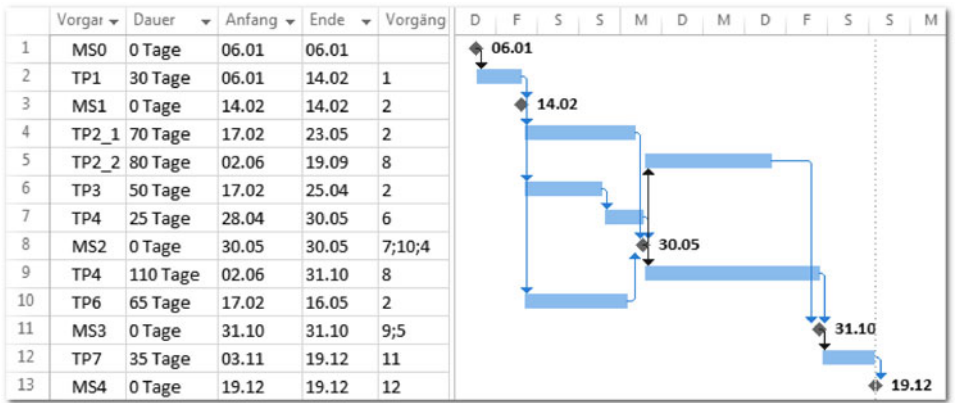 Vorgar Dauer Anfang Ende Vorgäng D F S S M D M D F S S M
1 MS0 0 Tage 06.01 06.01 06.01
2 TP1 30 Tage 06.01 14.02 1
3 MS1 0 Tage 14.02 14.02 2 14.02
4 TP2_1 70 Tage 17.02 23.05 2
5 TP2_2 80 Tage 02.06 19.09 8
6 TP3 50 Tage 17.02 25.04 2
7 TP4 25 Tage 28.04 30.05 6
8 MS2 0 Tage 30.05 30.05 7;10;4 30.05
9 TP4 110 Tage 02.06 31.10 8
10 TP6 65 Tage 17.02 16.05 2
11 MS3 0 Tage 31.10 31.10 9;5 31.10
12 TP7 35 Tage 03.11 19.12 11
13 MS4 0 Tage 19.12 19.12 12 19.12